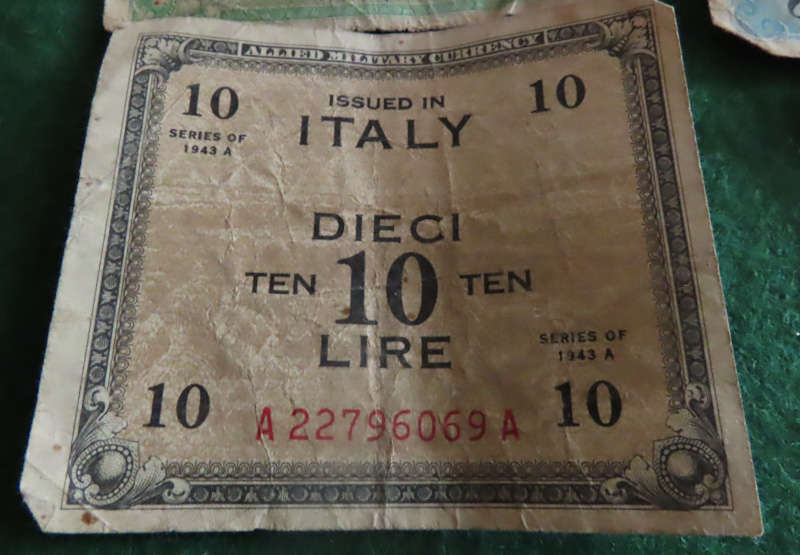 ALLIED MILITARY CURRENCY
10 ISSUED IN 10
SERIES OF ITALY
1943 A
DIECI
TEN 10 TEN
LIRE
SERIES OF
1943 A
10 A 22796069 A 10